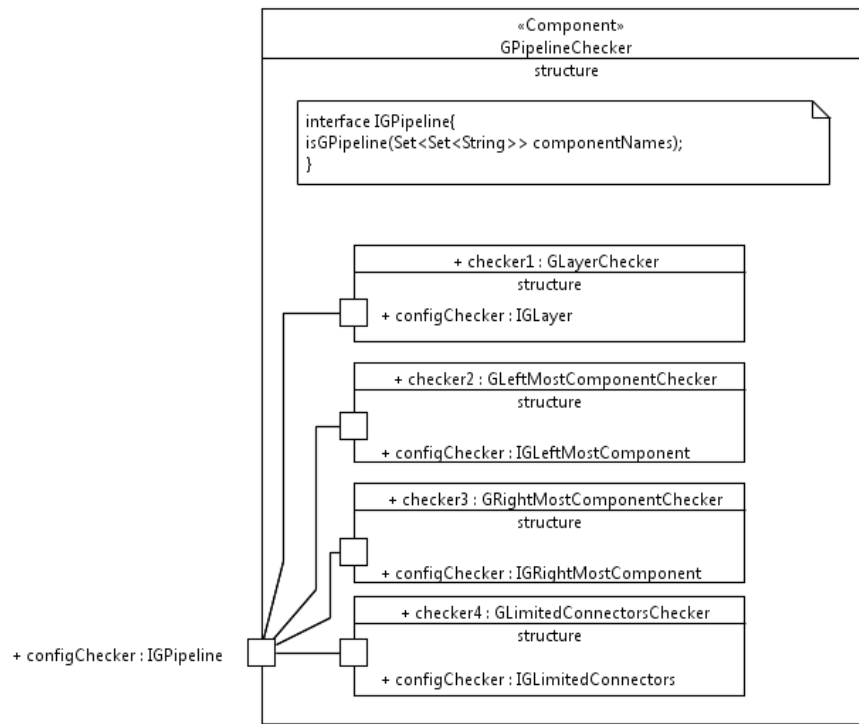 «Component»
GPipelineChecker
structure
interface IGPipeline{
isGPipeline(Set<Set<String>> componentNames);
}
+ checker1 : GLayerChecker
structure
+ configChecker : IGLayer
+ checker2 : GLeftMostComponentChecker
structure
+ configChecker : IGLeftMostComponent
+ checker3 : GRightMostComponentChecker
structure
+ configChecker : IGRightMostComponent
+ checker4 : GLimitedConnectorsChecker
structure
+ configChecker : IGPipeline
+ configChecker : IGLimitedConnectors